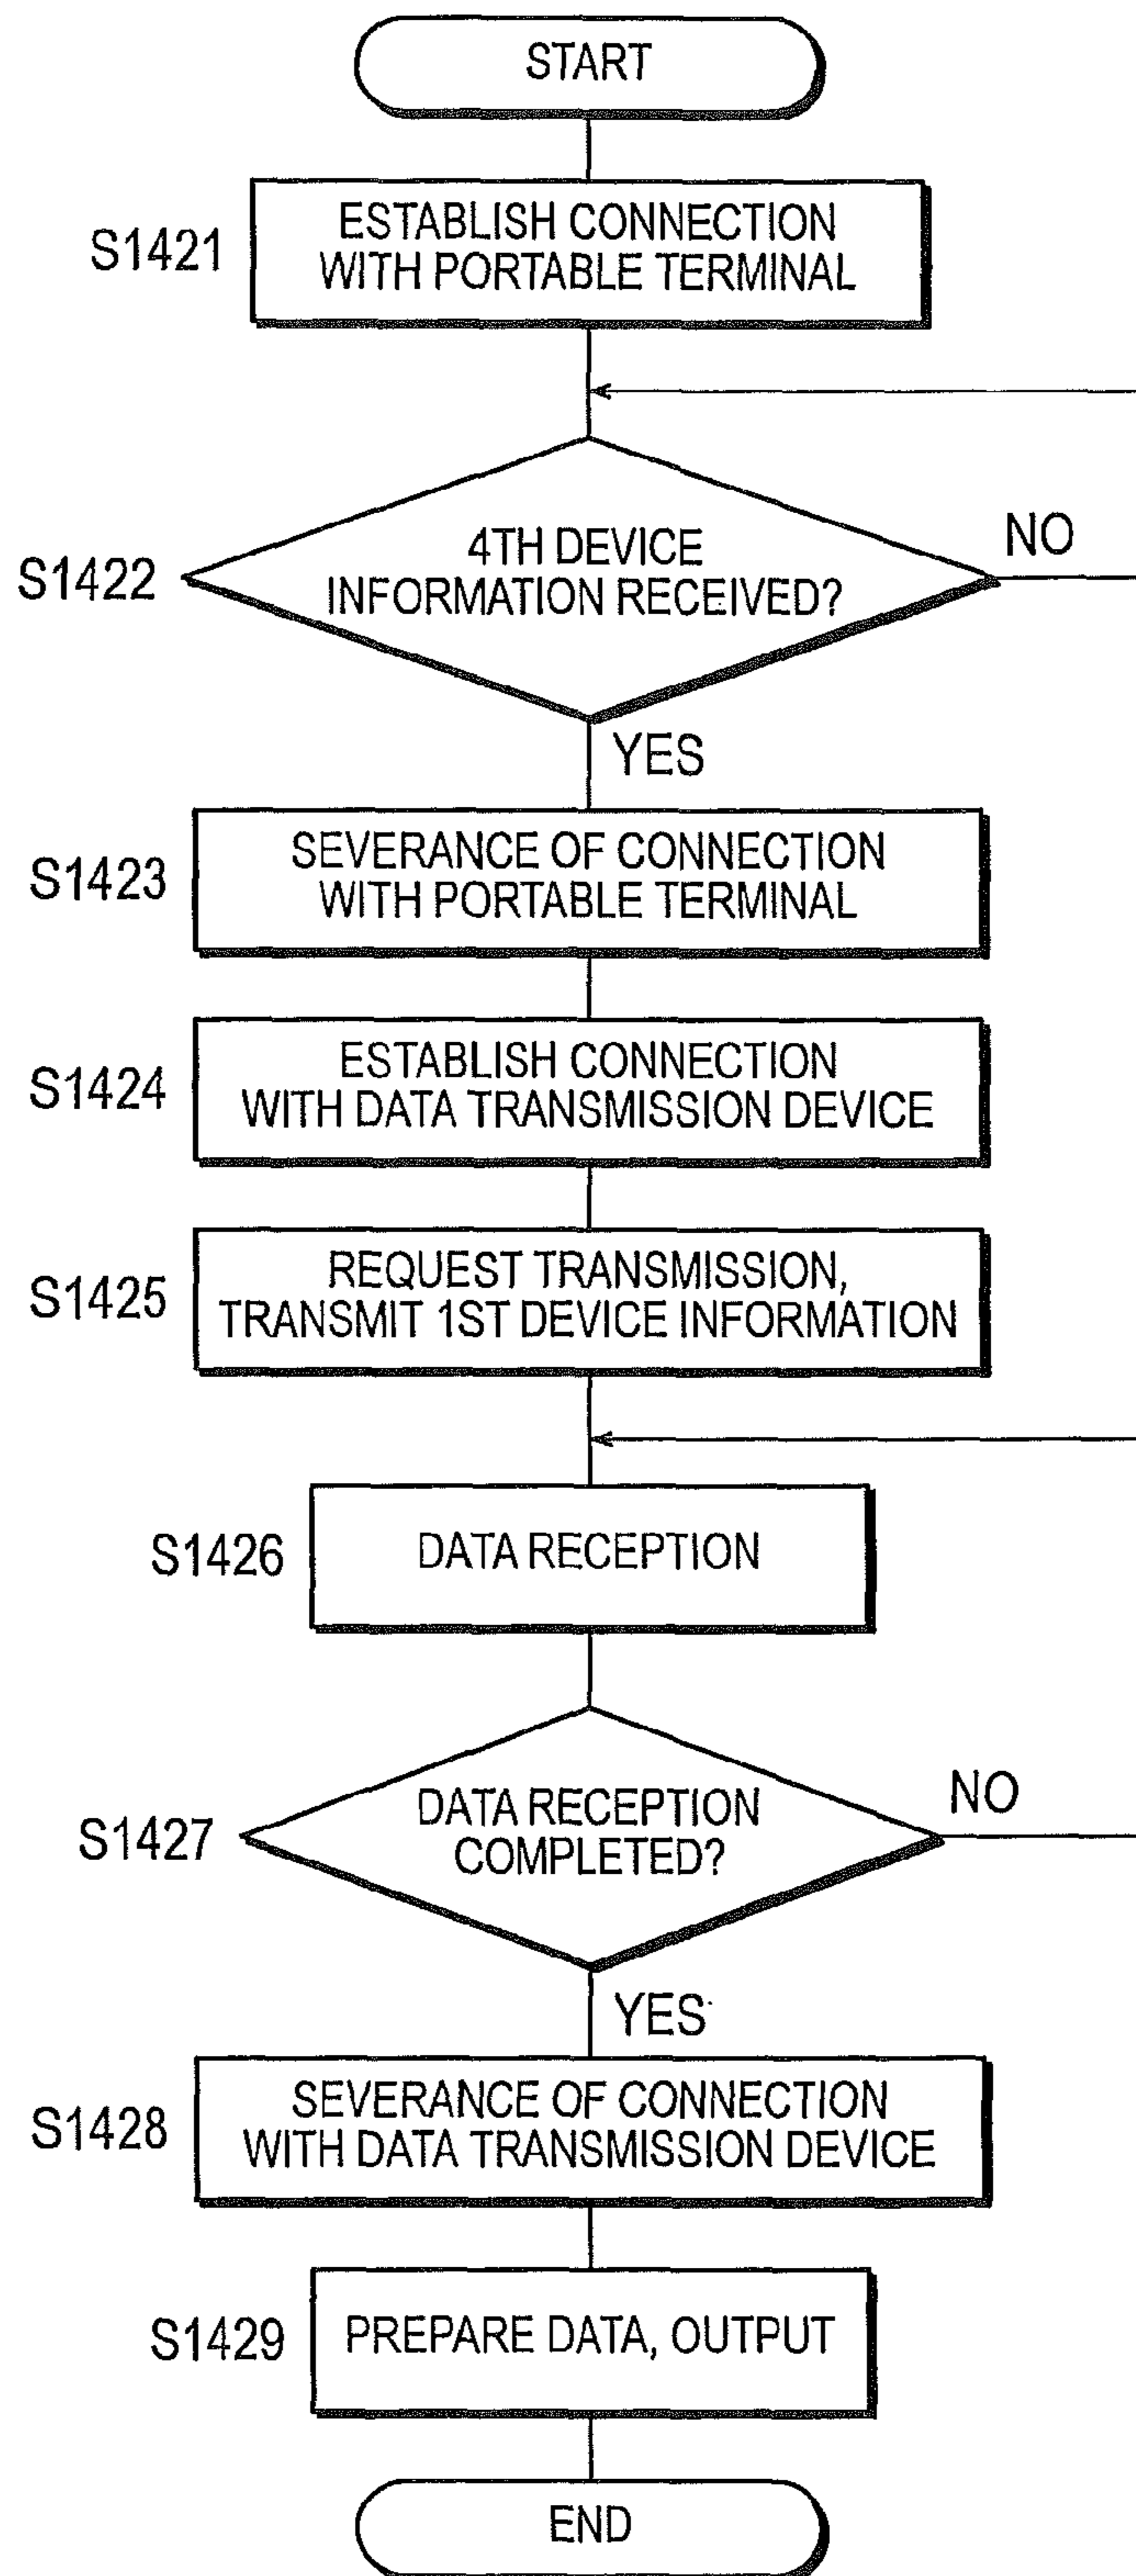 START
S1421
ESTABLISH CONNECTION
WITH PORTABLE TERMINAL
S1422
4TH DEVICE
INFORMATION RECEIVED?
NO
YES
S1423
SEVERANCE OF CONNECTION
WITH PORTABLE TERMINAL
S1424
ESTABLISH CONNECTION
WITH DATA TRANSMISSION DEVICE
S1425
REQUEST TRANSMISSION,
TRANSMIT 1ST DEVICE INFORMATION
S1426
DATA RECEPTION
S1427
DATA RECEPTION
COMPLETED?
NO
YES
S1428
SEVERANCE OF CONNECTION
WITH DATA TRANSMISSION DEVICE
S1429
PREPARE DATA, OUTPUT
END